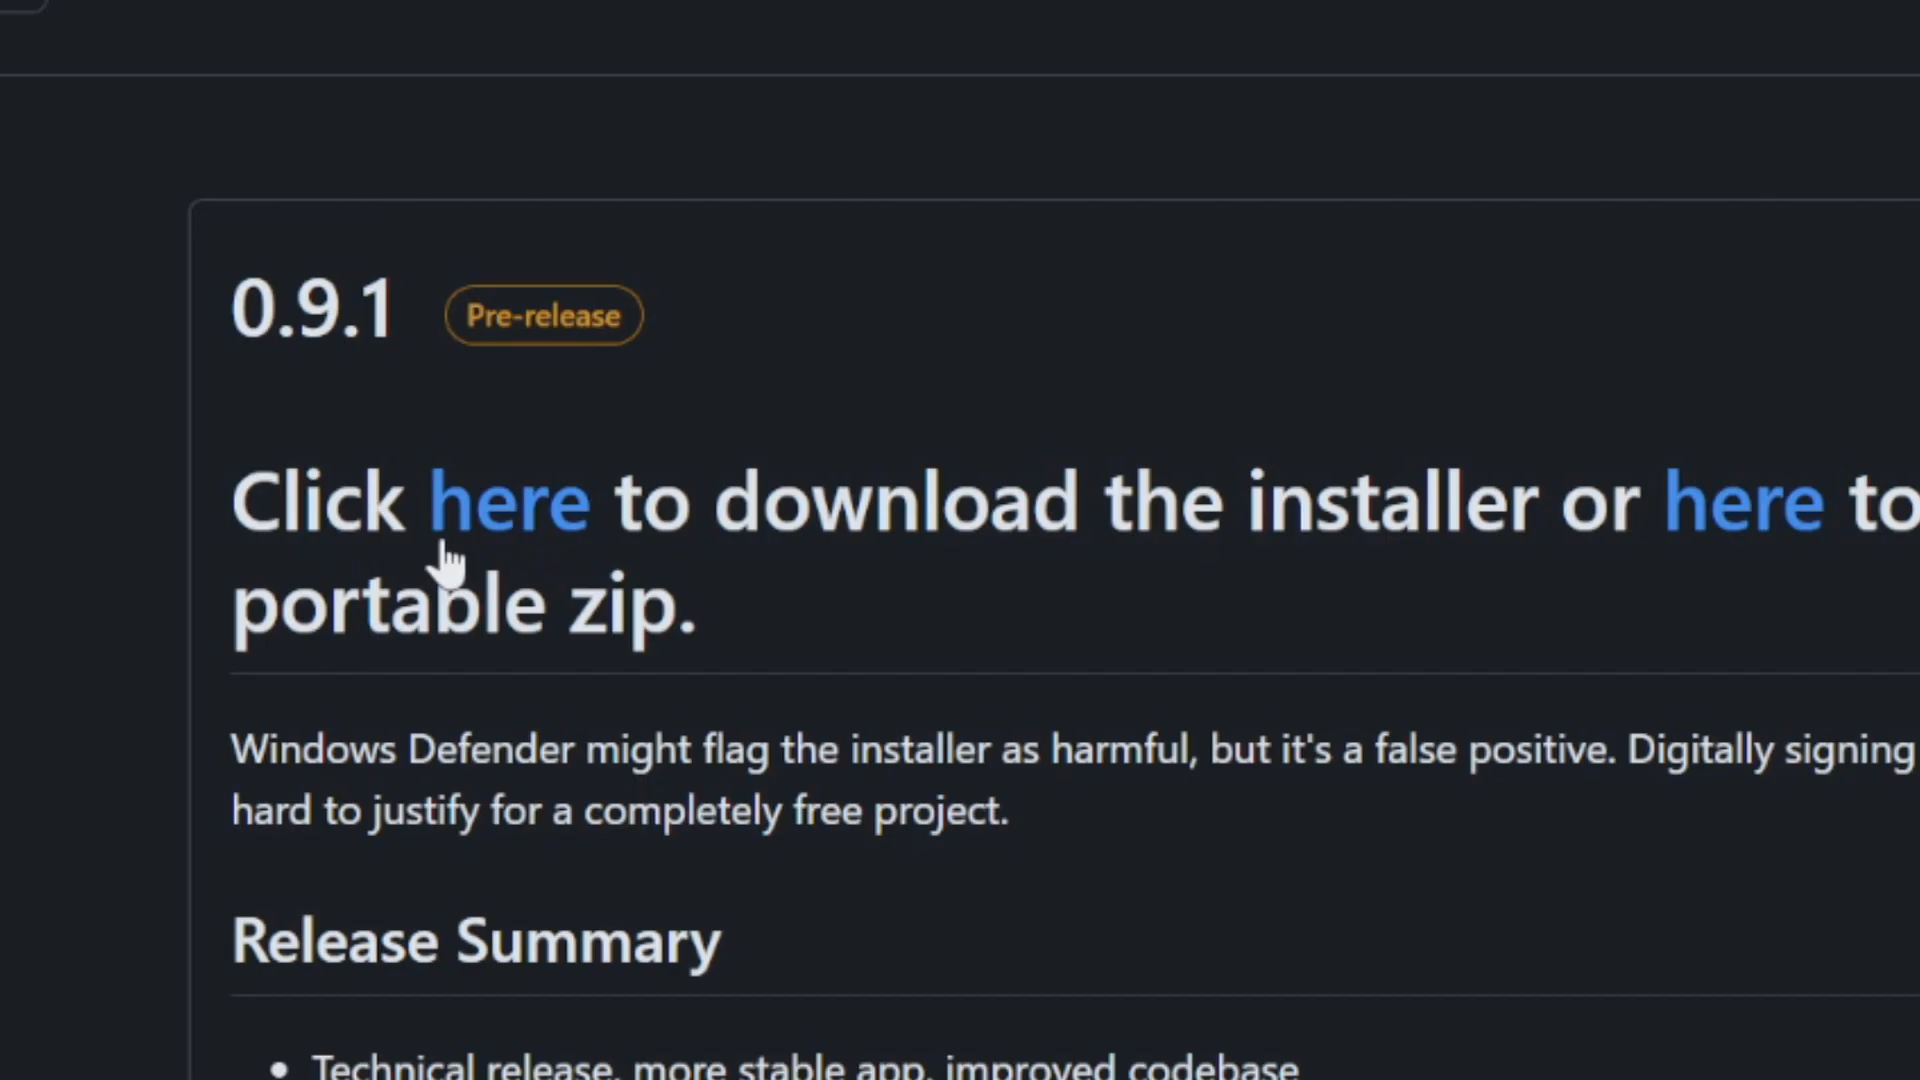 0.9.1 Pre-release
Click here to download the installer or here to
portable zip.
Windows Defender might flag the installer as harmful, but it's a false positive. Digitally signing
hard to justify for a completely free project.
Release Summary
• Technical release, more stable app, improved codebase